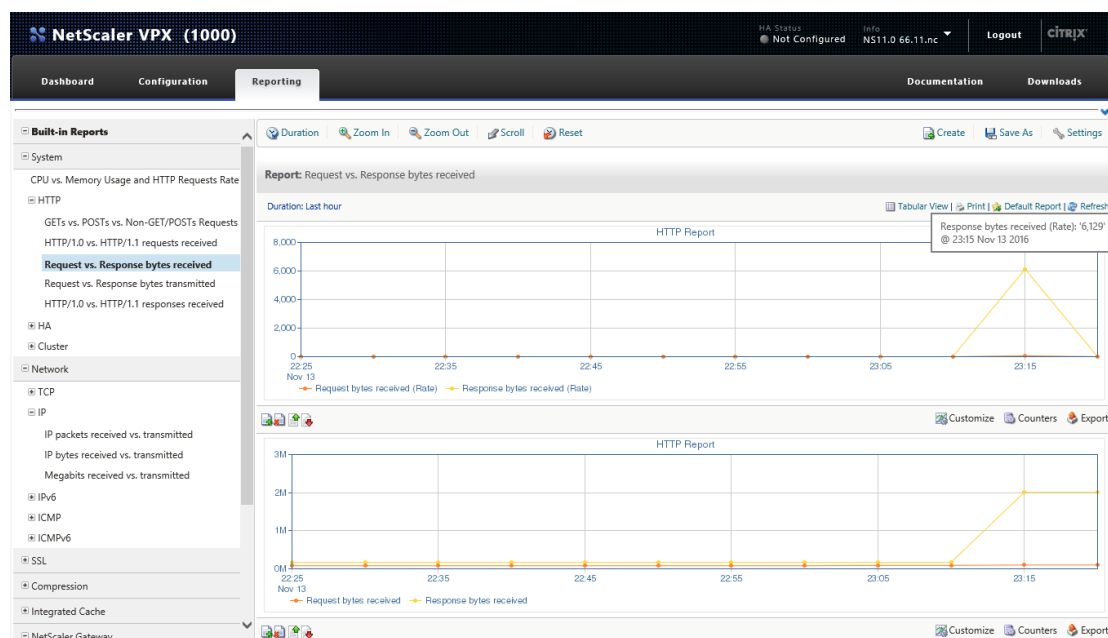 NetScaler VPX (1000)
HA Status
Not Configured
Info
NS11.0 66.11.nc
Logout
CITRIX
Dashboard Configuration Reporting Documentation Downloads
Built-in Reports
System
CPU vs. Memory Usage and HTTP Requests Rate
HTTP
GETs vs. POSTs vs. Non-GET/POSTs Requests
HTTP/1.0 vs. HTTP/1.1 requests received
Request vs. Response bytes received
Request vs. Response bytes transmitted
HTTP/1.0 vs. HTTP/1.1 responses received
HA
Cluster
Network
TCP
IP
IP packets received vs. transmitted
IP bytes received vs. transmitted
Megabits received vs. transmitted
IPv6
ICMP
ICMPv6
SSL
Compression
Integrated Cache
NetScaler Gateway
Duration Zoom In Zoom Out Scroll Reset Create Save As Settings
Report: Request vs. Response bytes received
Duration: Last hour
Tabular View | Print | Default Report | Refresh
Response bytes received (Rate): '6,129'
@ 23:15 Nov 13 2016
HTTP Report
8,000
6,000
4,000
2,000
0
22:25 22:35 22:45 22:55 23:05 23:15
Nov 13
Request bytes received (Rate) Response bytes received (Rate)
Customize Counters Export
HTTP Report
3M
2M
1M
0M
22:25 22:35 22:45 22:55 23:05 23:15
Nov 13
Request bytes received Response bytes received
Customize Counters Export